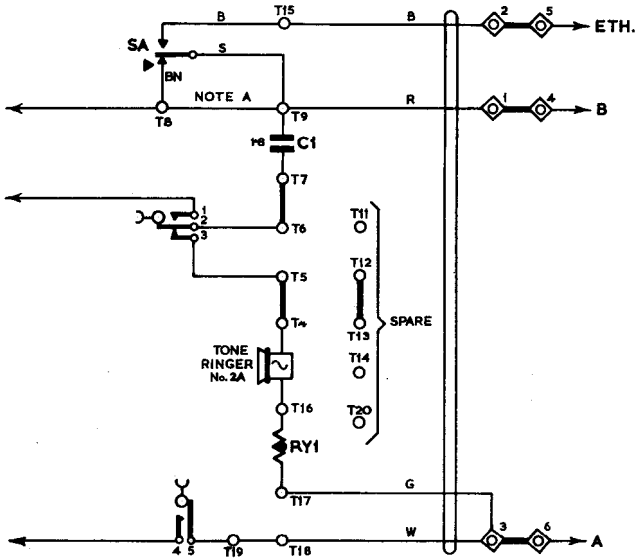 B T15 B 2 5 ETH.
SA
S
BN
NOTE A R 1 4 B
T8 T9
1·8 C1
T7
1
2
3
T6
T11
T12
T5
T4
T13
SPARE
TONE
RINGER
No. 2A
T14
T16
T20
RY1
T17 G
W 3 6 A
4 5 T19 T18